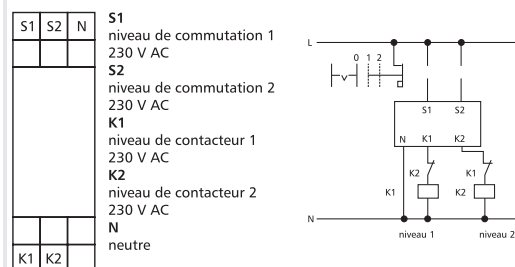 S1 S2 N
K1 K2
S1
niveau de commutation 1
230 V AC
S2
niveau de commutation 2
230 V AC
K1
niveau de contacteur 1
230 V AC
K2
niveau de contacteur 2
230 V AC
N
neutre
L
0 1 2
S1 S2
N K1 K2
K2 K1
K1 K2
N
niveau 1 niveau 2